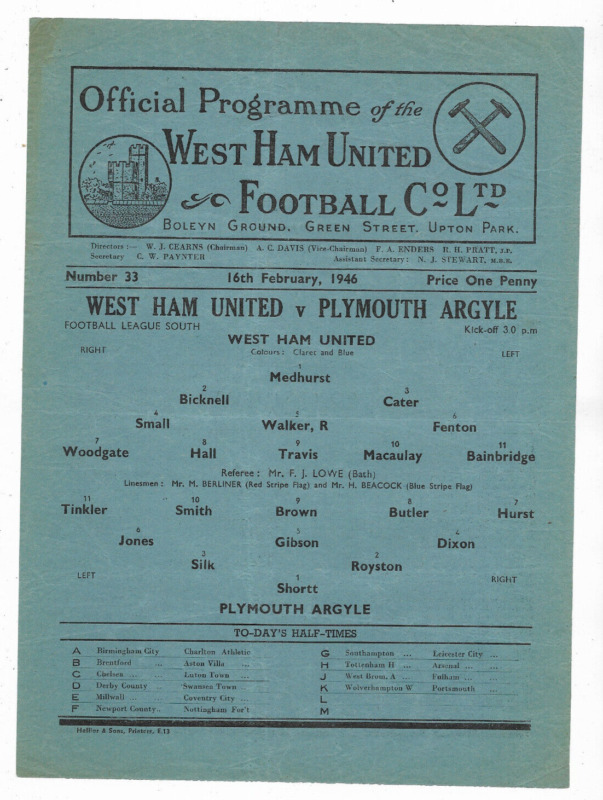 Official Programme of the
WEST HAM UNITED
FOOTBALL CO LTD
BOLEYN GROUND, GREEN STREET, UPTON PARK.
Directors :— W. J. CEARNS (Chairman) A. C. DAVIS (Vice-Chairman) F. A. ENDERS R. H. PRATT, J.P.
Secretary C. W. PAYNTER Assistant Secretary : N. J. STEWART, M.B.E.
Number 33 16th February, 1946 Price One Penny
WEST HAM UNITED v PLYMOUTH ARGYLE
FOOTBALL LEAGUE SOUTH Kick-off 3.0 p.m
WEST HAM UNITED
RIGHT Colours : Claret and Blue LEFT
1
Medhurst
2 3
Bicknell Cater
4 5 6
Small Walker, R Fenton
7 8 9 10 11
Woodgate Hall Travis Macaulay Bainbridge
Referee : Mr. F. J. LOWE (Bath)
Linesmen : Mr. M. BERLINER (Red Stripe Flag) and Mr. H. BEACOCK (Blue Stripe Flag)
11 10 9 8 7
Tinkler Smith Brown Butler Hurst
6 5 4
Jones Gibson Dixon
3 2
Silk Royston
LEFT 1 RIGHT
Shortt
PLYMOUTH ARGYLE
TO-DAY'S HALF-TIMES
A Birmingham City Charlton Athletic G Southampton ... Leicester City ...
B Brentford ... Aston Villa ... H Tottenham H ... Arsenal ...
C Chelsea ... Luton Town ... J West Brom. A ... Fulham ...
D Derby County .. Swansea Town K Wolverhampton W Portsmouth ...
E Millwall ... Coventry City ... L
F Newport County.. Nottingham For't M
Helliar & Sons, Printers, E.13